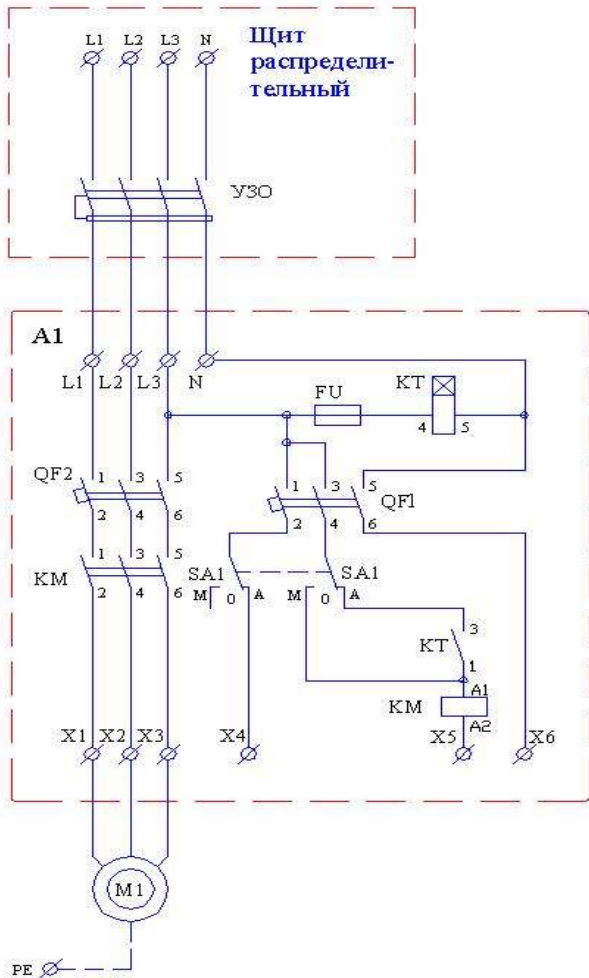 L1 L2 L3 N
Щит
распредели-
тельный
УЗО
A1
L1 L2 L3 N
FU KT
4 5
QF2 1 3 5
2 4 6
1 3 5 QF1
2 4 6
KM 1 3 5
2 4 6
SA1 SA1
M 0 A M 0 A
KT 3
1
KM A1
A2
X1 X2 X3 X4 X5 X6
M1
PE